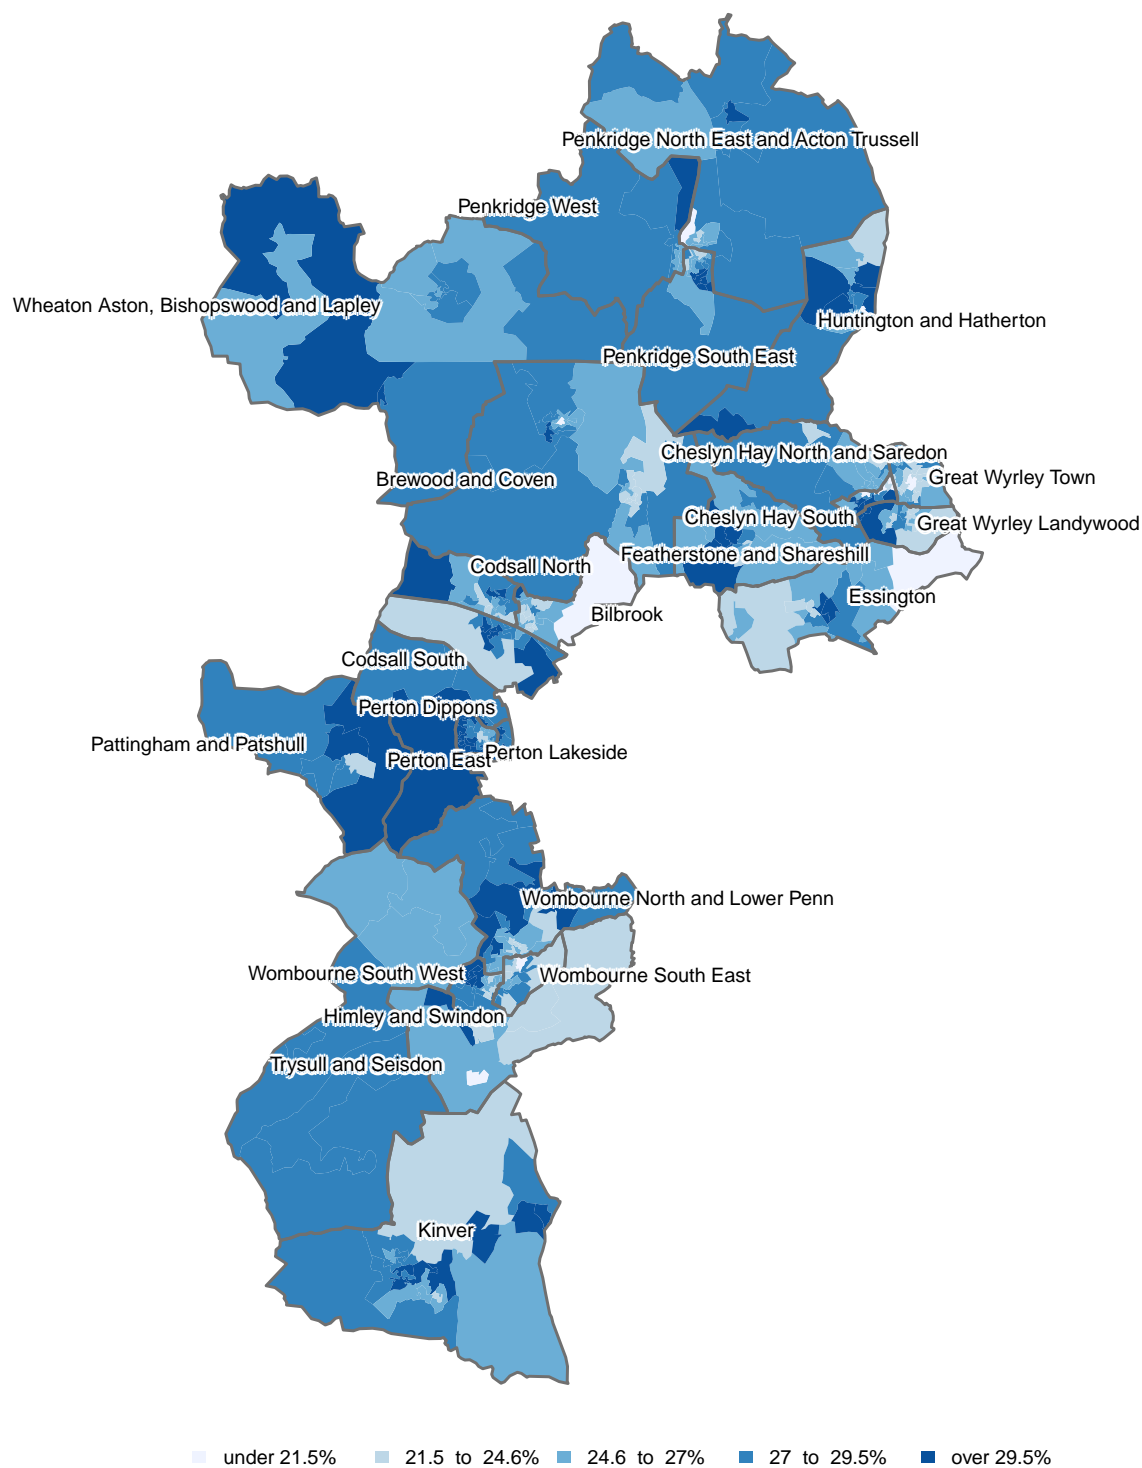 Penkridge North East and Acton Trussell
Penkridge West
Wheaton Aston, Bishopswood and Lapley
Huntington and Hatherton
Penkridge South East
Cheslyn Hay North and Saredon
Great Wyrley Town
Brewood and Coven
Cheslyn Hay South
Great Wyrley Landywood
Featherstone and Shareshill
Codsall North
Essington
Bilbrook
Codsall South
Perton Dippons
Pattingham and Patshull
Perton Lakeside
Perton East
Wombourne North and Lower Penn
Wombourne South West
Wombourne South East
Himley and Swindon
Trysull and Seisdon
Kinver
under 21.5% 21.5 to 24.6% 24.6 to 27% 27 to 29.5% over 29.5%